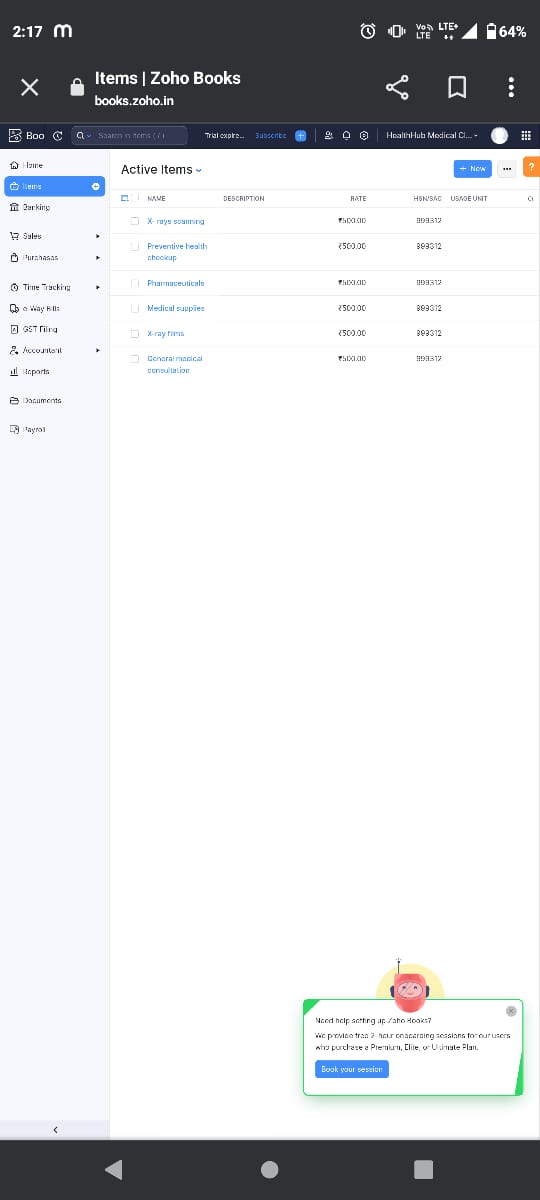 2:17
Vo LTE LTE+ 64%
Items | Zoho Books
books.zoho.in
Boo
Search in Items ( / )
Trial expire... Subscribe
HealthHub Medical Cl...
Home
Items
Banking
Sales
Purchases
Time Tracking
e-Way Bills
GST Filing
Accountant
Reports
Documents
Payroll
Active Items
+ New
?
NAME DESCRIPTION RATE HSN/SAC USAGE UNIT
X- rays scanning ₹500.00 999312
Preventive health ₹500.00 999312
checkup
Pharmaceuticals ₹500.00 999312
Medical supplies ₹500.00 999312
X-ray films ₹500.00 999312
General medical ₹500.00 999312
consultation
Need help setting up Zoho Books?
We provide free 2-hour onboarding sessions for our users
who purchase a Premium, Elite, or Ultimate Plan.
Book your session